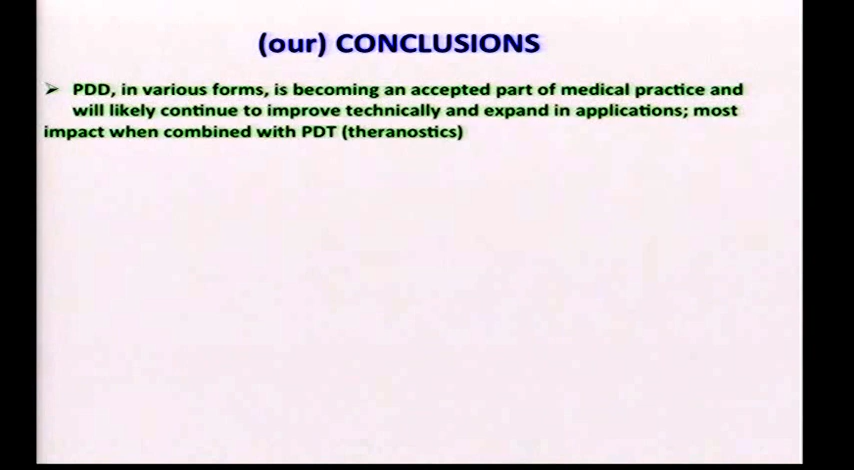 (our) CONCLUSIONS
➢ PDD, in various forms, is becoming an accepted part of medical practice and
will likely continue to improve technically and expand in applications; most
impact when combined with PDT (theranostics)